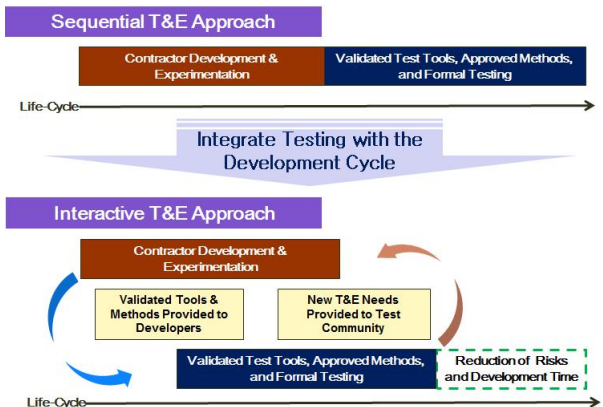 Sequential T&E Approach
Contractor Development &
Experimentation
Validated Test Tools, Approved Methods,
and Formal Testing
Life-Cycle
Integrate Testing with the
Development Cycle
Interactive T&E Approach
Contractor Development &
Experimentation
Validated Tools &
Methods Provided to
Developers
New T&E Needs
Provided to Test
Community
Validated Test Tools, Approved Methods,
and Formal Testing
Reduction of Risks
and Development Time
Life-Cycle